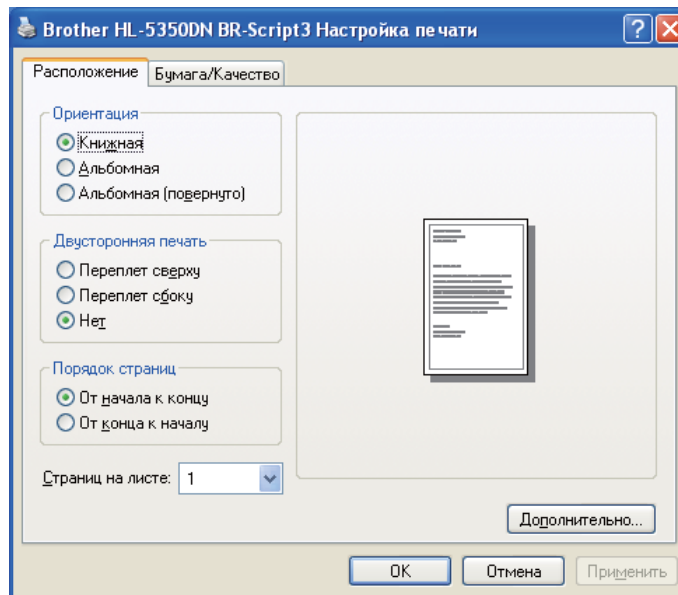 Brother HL-5350DN BR-Script3 Настройка печати
Расположение Бумага/Качество
Ориентация
Книжная
Альбомная
Альбомная (повернуто)
Двусторонняя печать
Переплет сверху
Переплет сбоку
Нет
Порядок страниц
От начала к концу
От конца к началу
Страниц на листе: 1
Дополнительно...
OK Отмена Применить